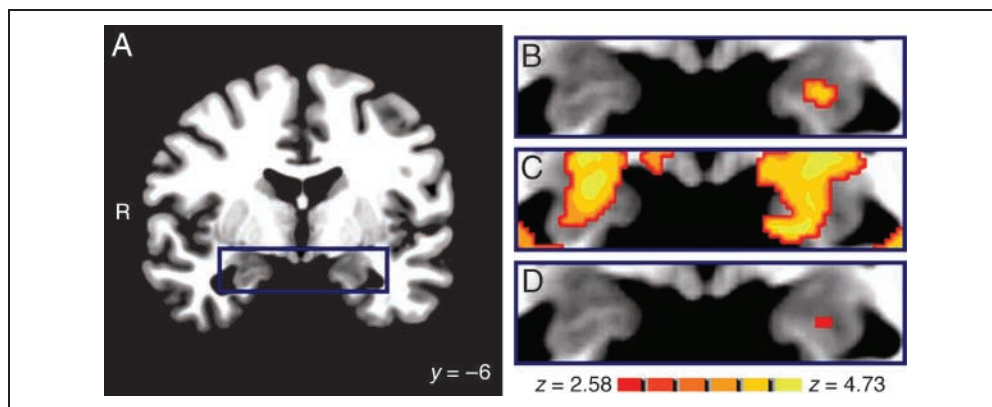 A
R
y = −6
B
C
D
z = 2.58 z = 4.73